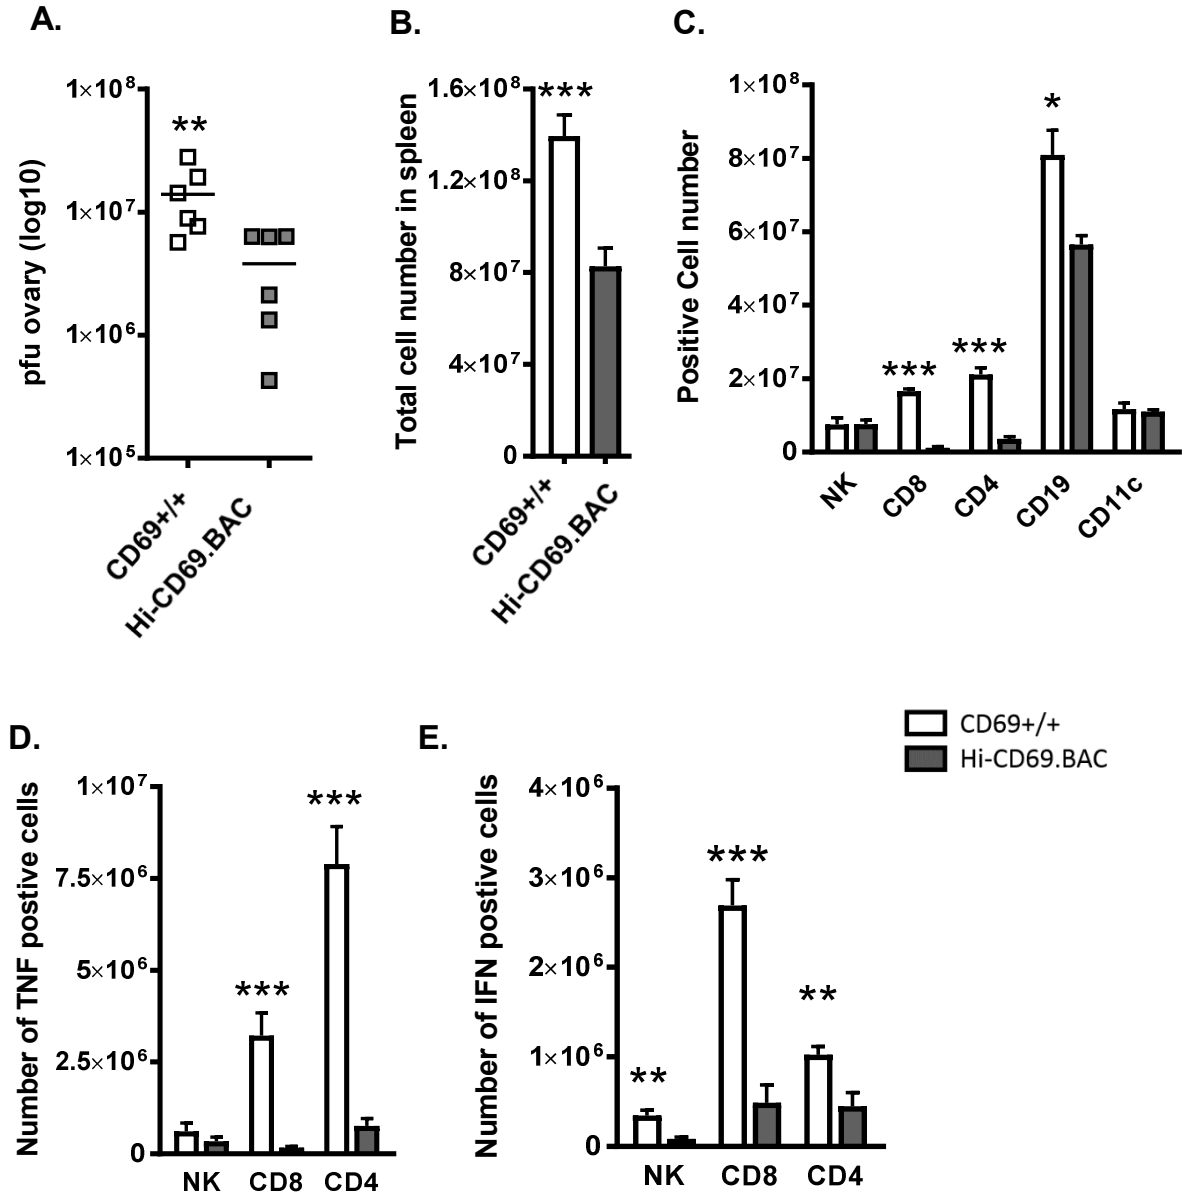 A.
pfu ovary (log10)
1×10⁸
1×10⁷
1×10⁶
1×10⁵
**
CD69+/+
Hi-CD69.BAC
B.
Total cell number in spleen
1.6×10⁸
1.2×10⁸
8×10⁷
4×10⁷
0
***
CD69+/+
Hi-CD69.BAC
C.
Positive Cell number
1×10⁸
8×10⁷
6×10⁷
4×10⁷
2×10⁷
0
***
***
*
NK
CD8
CD4
CD19
CD11c
CD69+/+
Hi-CD69.BAC
D.
Number of TNF postive cells
1×10⁷
7.5×10⁶
5×10⁶
2.5×10⁶
0
***
***
NK
CD8
CD4
E.
Number of IFN postive cells
4×10⁶
3×10⁶
2×10⁶
1×10⁶
0
**
***
**
NK
CD8
CD4